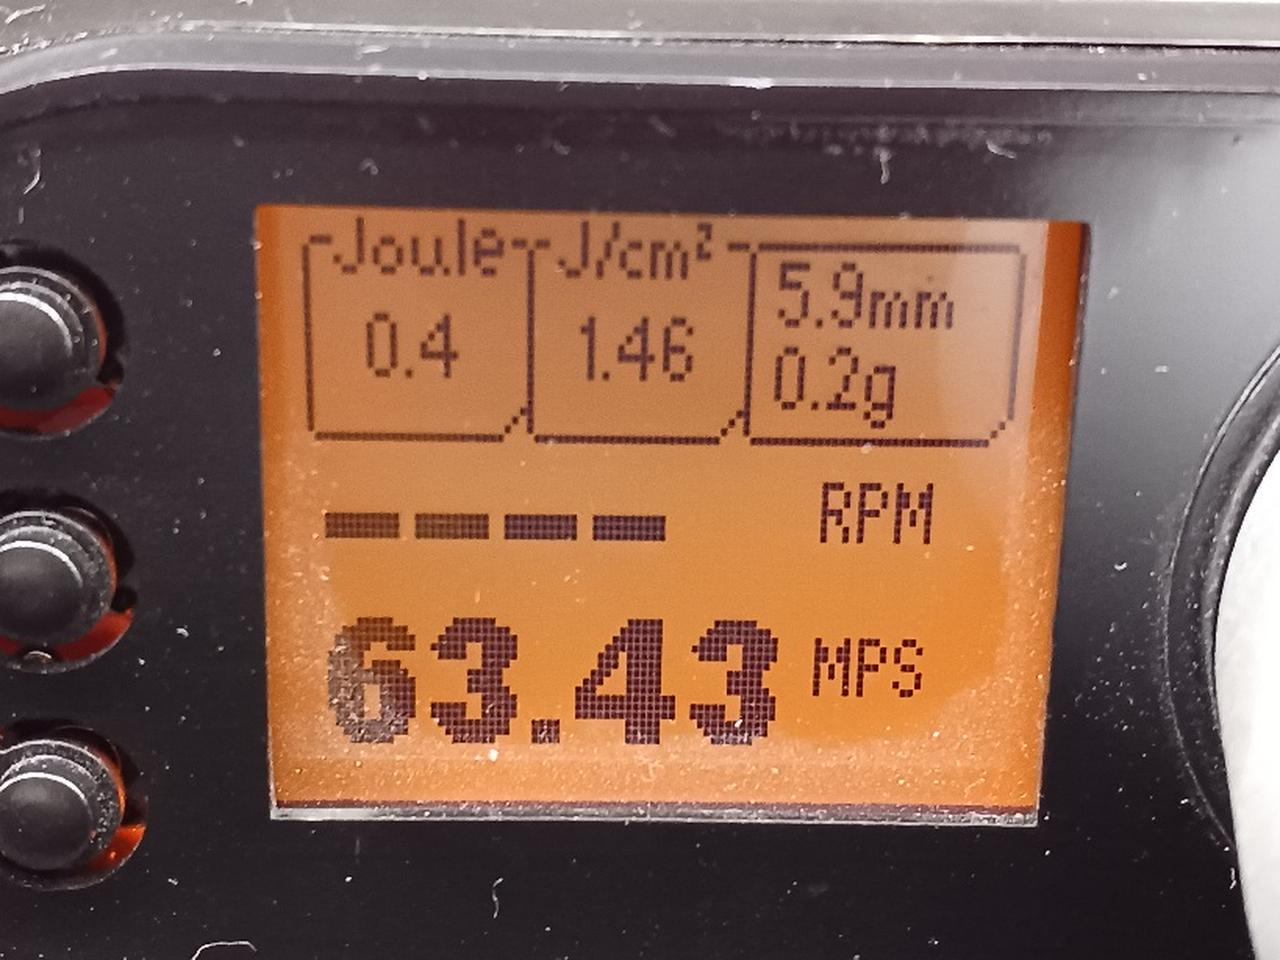 Joule J/cm² 5.9mm
0.4 1.46 0.2g
---- RPM
63.43 MPS